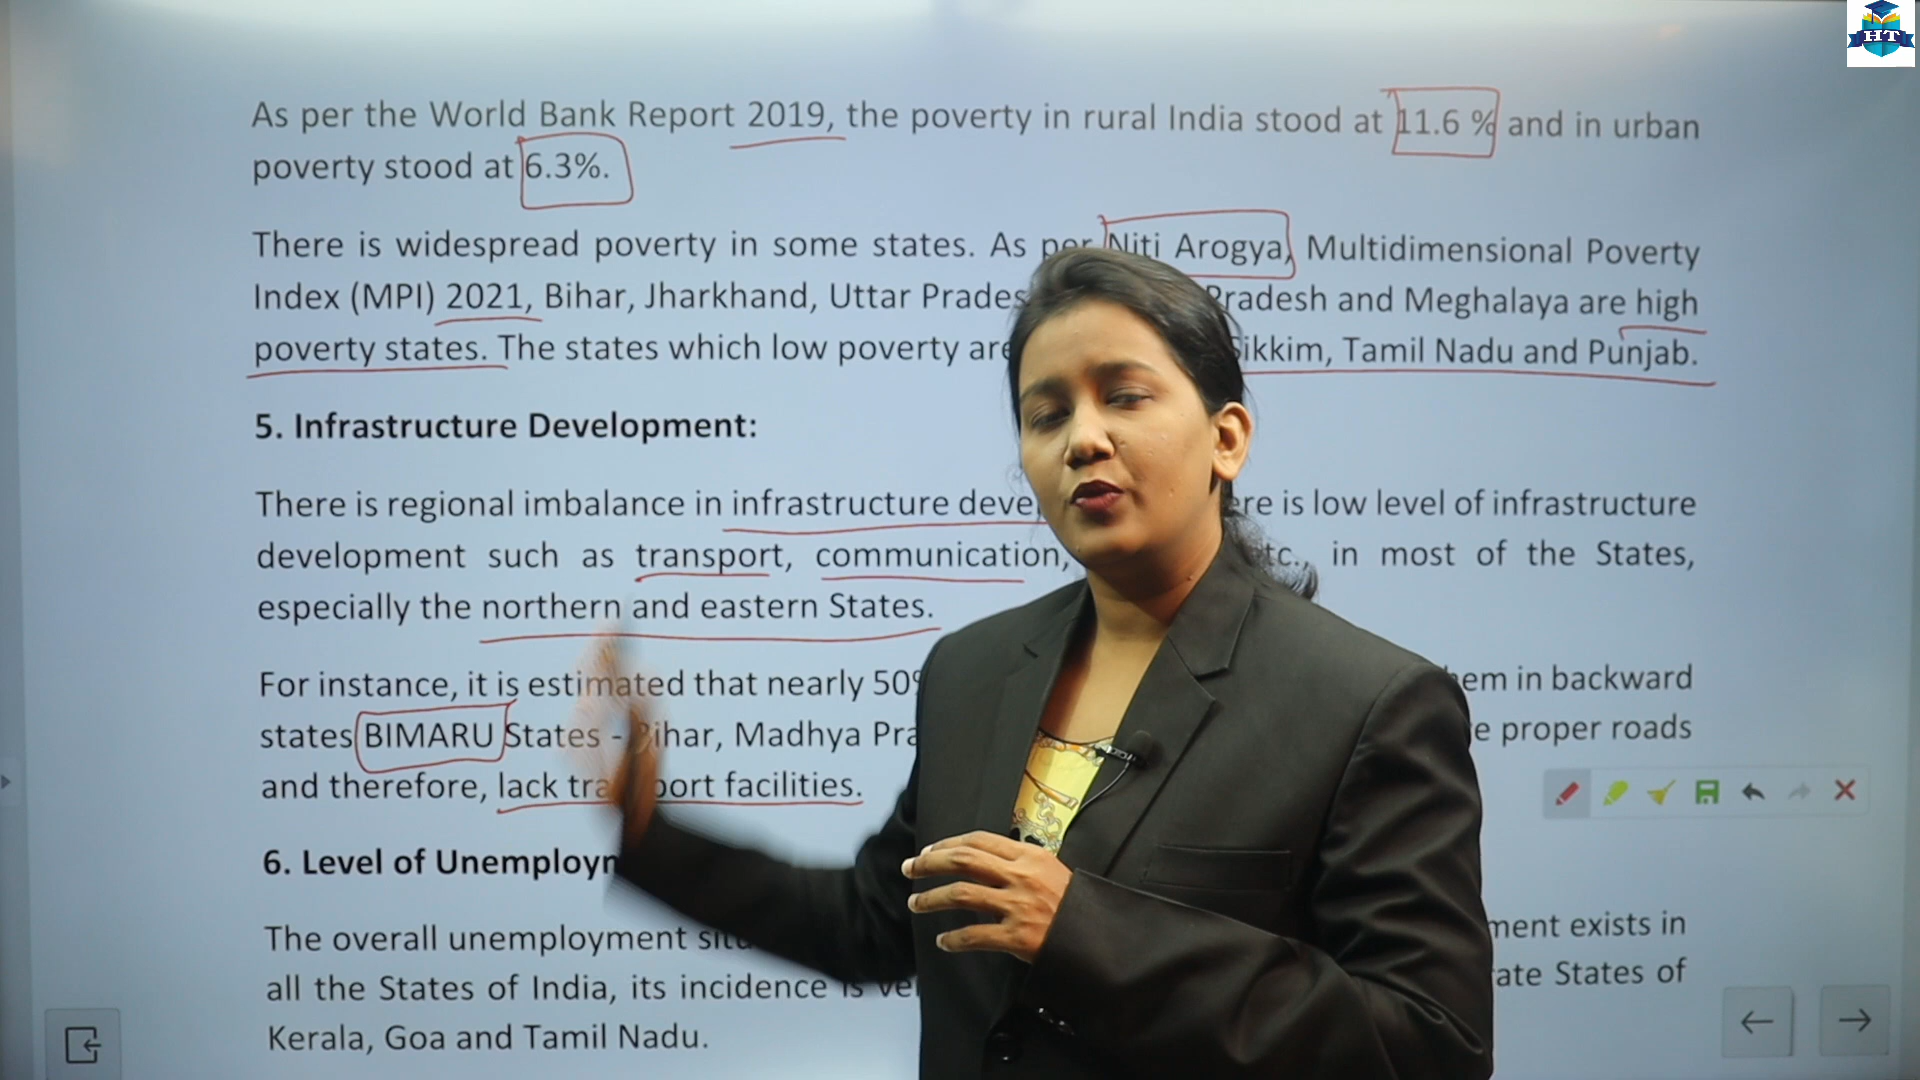 HT
As per the World Bank Report 2019, the poverty in rural India stood at 11.6 % and in urban
poverty stood at 6.3%.
There is widespread poverty in some states. As per Niti Arogya, Multidimensional Poverty
Index (MPI) 2021, Bihar, Jharkhand, Uttar Prades Pradesh and Meghalaya are high
poverty states. The states which low poverty are Sikkim, Tamil Nadu and Punjab.
5. Infrastructure Development:
There is regional imbalance in infrastructure deve re is low level of infrastructure
development such as transport, communication, tc., in most of the States,
especially the northern and eastern States.
For instance, it is estimated that nearly 50% em in backward
states BIMARU States - Bihar, Madhya Pra e proper roads
and therefore, lack transport facilities.
6. Level of Unemployn
The overall unemployment situ ment exists in
all the States of India, its incidence is ver ate States of
Kerala, Goa and Tamil Nadu.